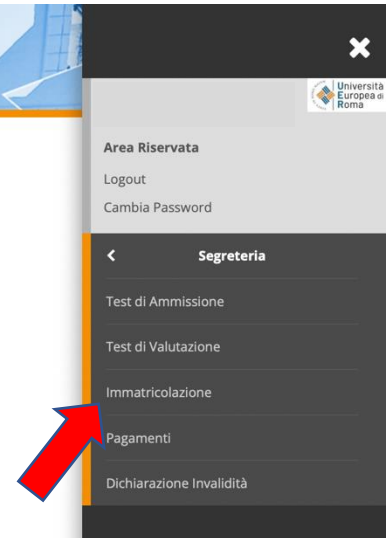 Università
Europea di
Roma
Area Riservata
Logout
Cambia Password
Segreteria
Test di Ammissione
Test di Valutazione
Immatricolazione
Pagamenti
Dichiarazione Invalidità